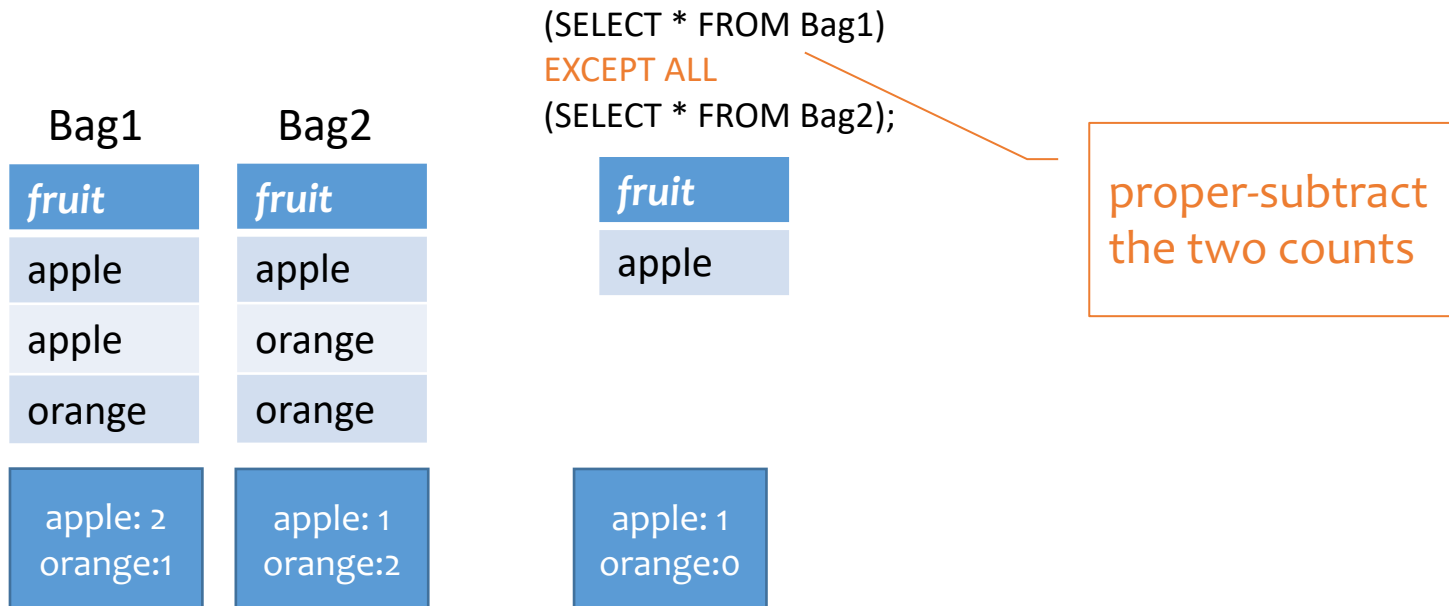 (SELECT * FROM Bag1)
EXCEPT ALL
(SELECT * FROM Bag2);
Bag1
fruit
apple
apple
orange
apple: 2
orange:1
Bag2
fruit
apple
orange
orange
apple: 1
orange:2
fruit
apple
apple: 1
orange:0
proper-subtract
the two counts